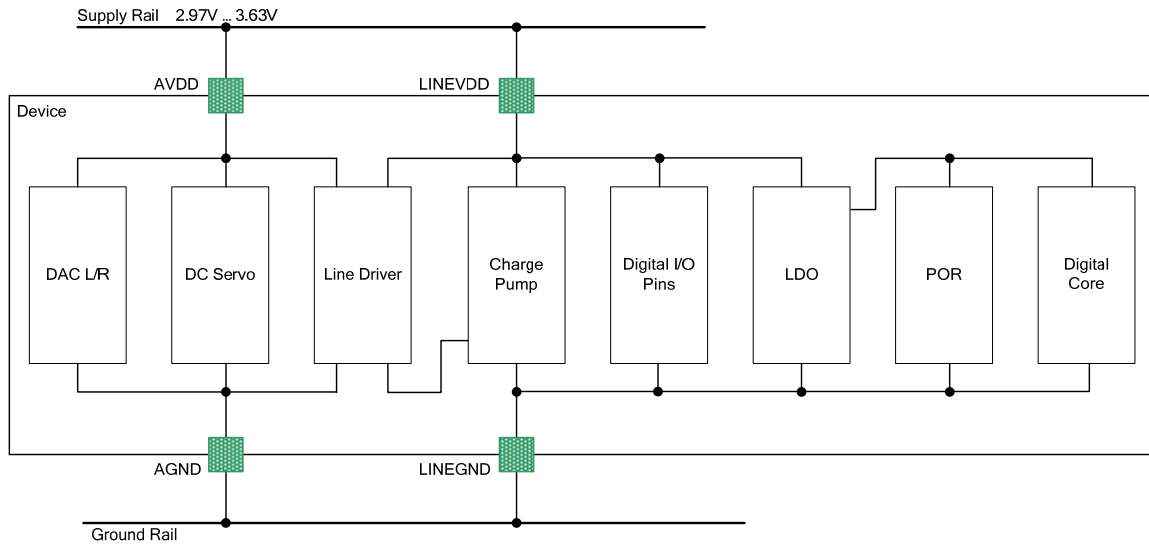 Supply Rail 2.97V ... 3.63V
AVDD
LINEVDD
Device
DAC L/R
DC Servo
Line Driver
Charge
Pump
Digital I/O
Pins
LDO
POR
Digital
Core
AGND
LINEGND
Ground Rail